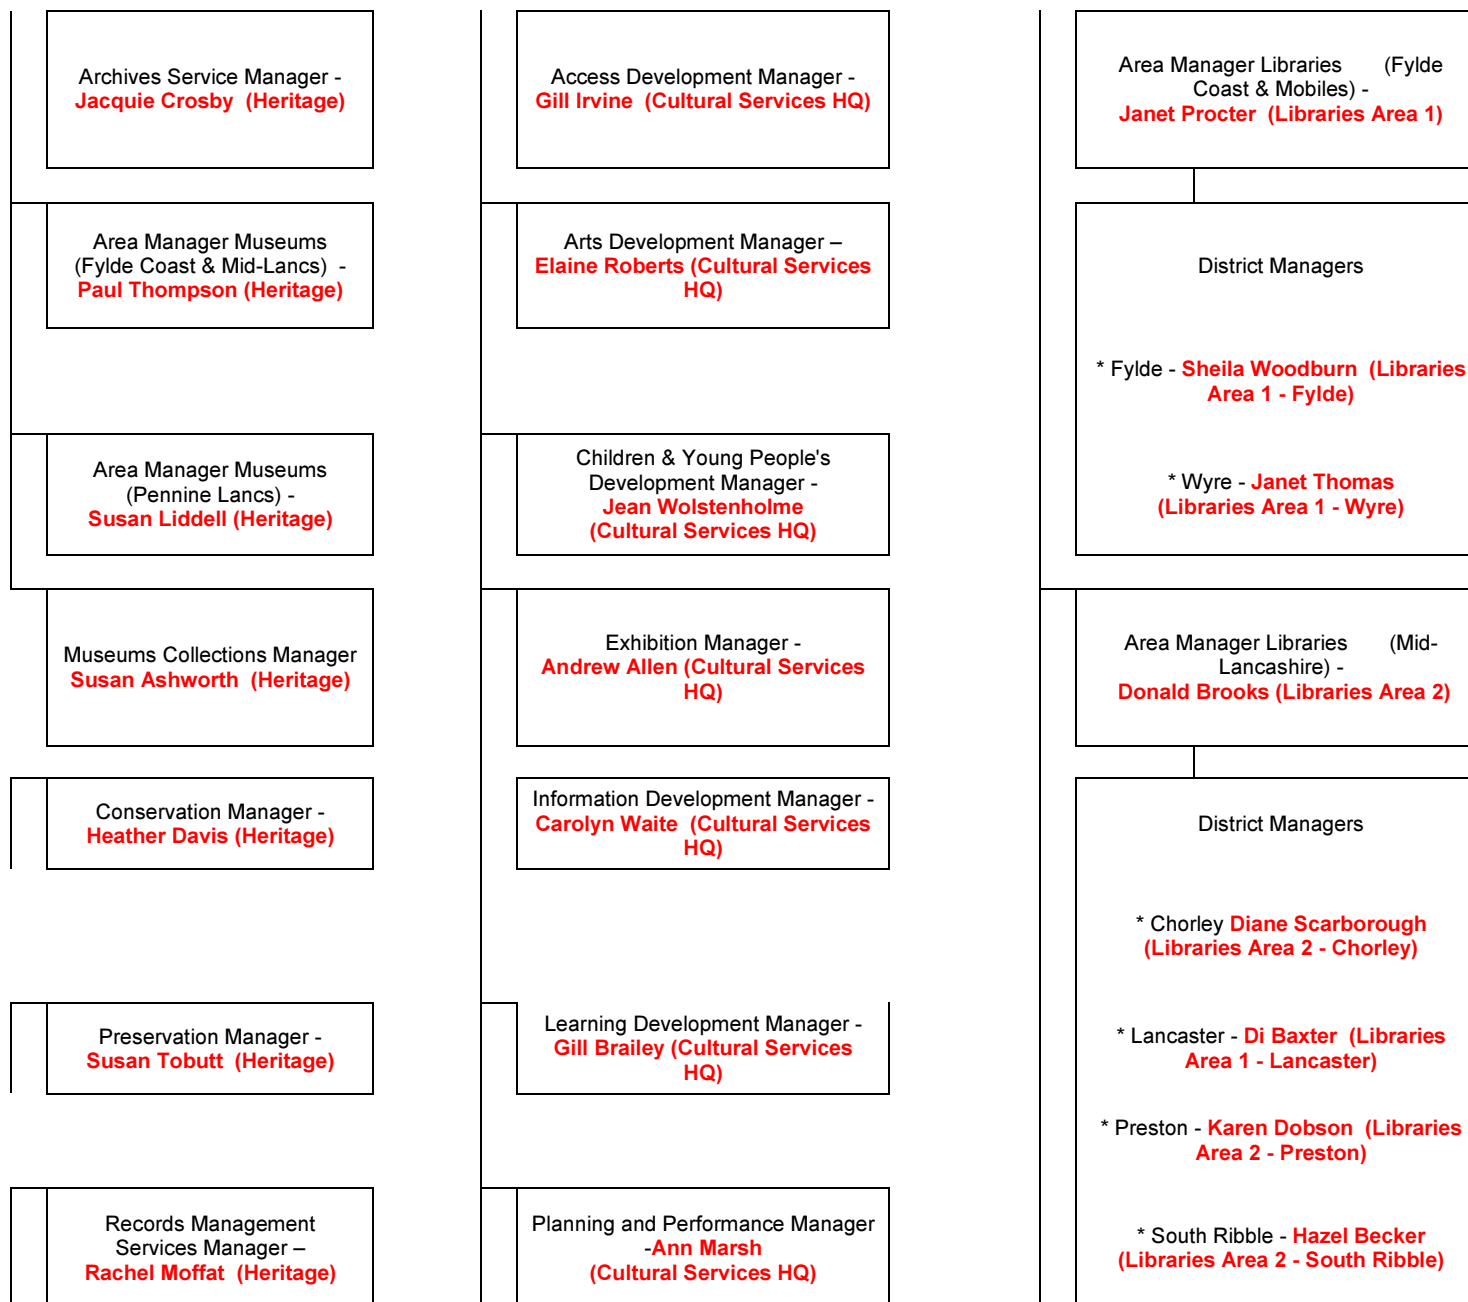 Archives Service Manager -
Jacquie Crosby (Heritage)
Area Manager Museums
(Fylde Coast & Mid-Lancs) -
Paul Thompson (Heritage)
Area Manager Museums
(Pennine Lancs) -
Susan Liddell (Heritage)
Museums Collections Manager
Susan Ashworth (Heritage)
Conservation Manager -
Heather Davis (Heritage)
Preservation Manager -
Susan Tobutt (Heritage)
Records Management
Services Manager –
Rachel Moffat (Heritage)
Access Development Manager -
Gill Irvine (Cultural Services HQ)
Arts Development Manager –
Elaine Roberts (Cultural Services
HQ)
Children & Young People's
Development Manager -
Jean Wolstenholme
(Cultural Services HQ)
Exhibition Manager -
Andrew Allen (Cultural Services
HQ)
Information Development Manager -
Carolyn Waite (Cultural Services
HQ)
Learning Development Manager -
Gill Brailey (Cultural Services
HQ)
Planning and Performance Manager
-Ann Marsh
(Cultural Services HQ)
Area Manager Libraries (Fylde
Coast & Mobiles) -
Janet Procter (Libraries Area 1)
District Managers
* Fylde - Sheila Woodburn (Libraries
Area 1 - Fylde)
* Wyre - Janet Thomas
(Libraries Area 1 - Wyre)
Area Manager Libraries (Mid-
Lancashire) -
Donald Brooks (Libraries Area 2)
District Managers
* Chorley Diane Scarborough
(Libraries Area 2 - Chorley)
* Lancaster - Di Baxter (Libraries
Area 1 - Lancaster)
* Preston - Karen Dobson (Libraries
Area 2 - Preston)
* South Ribble - Hazel Becker
(Libraries Area 2 - South Ribble)